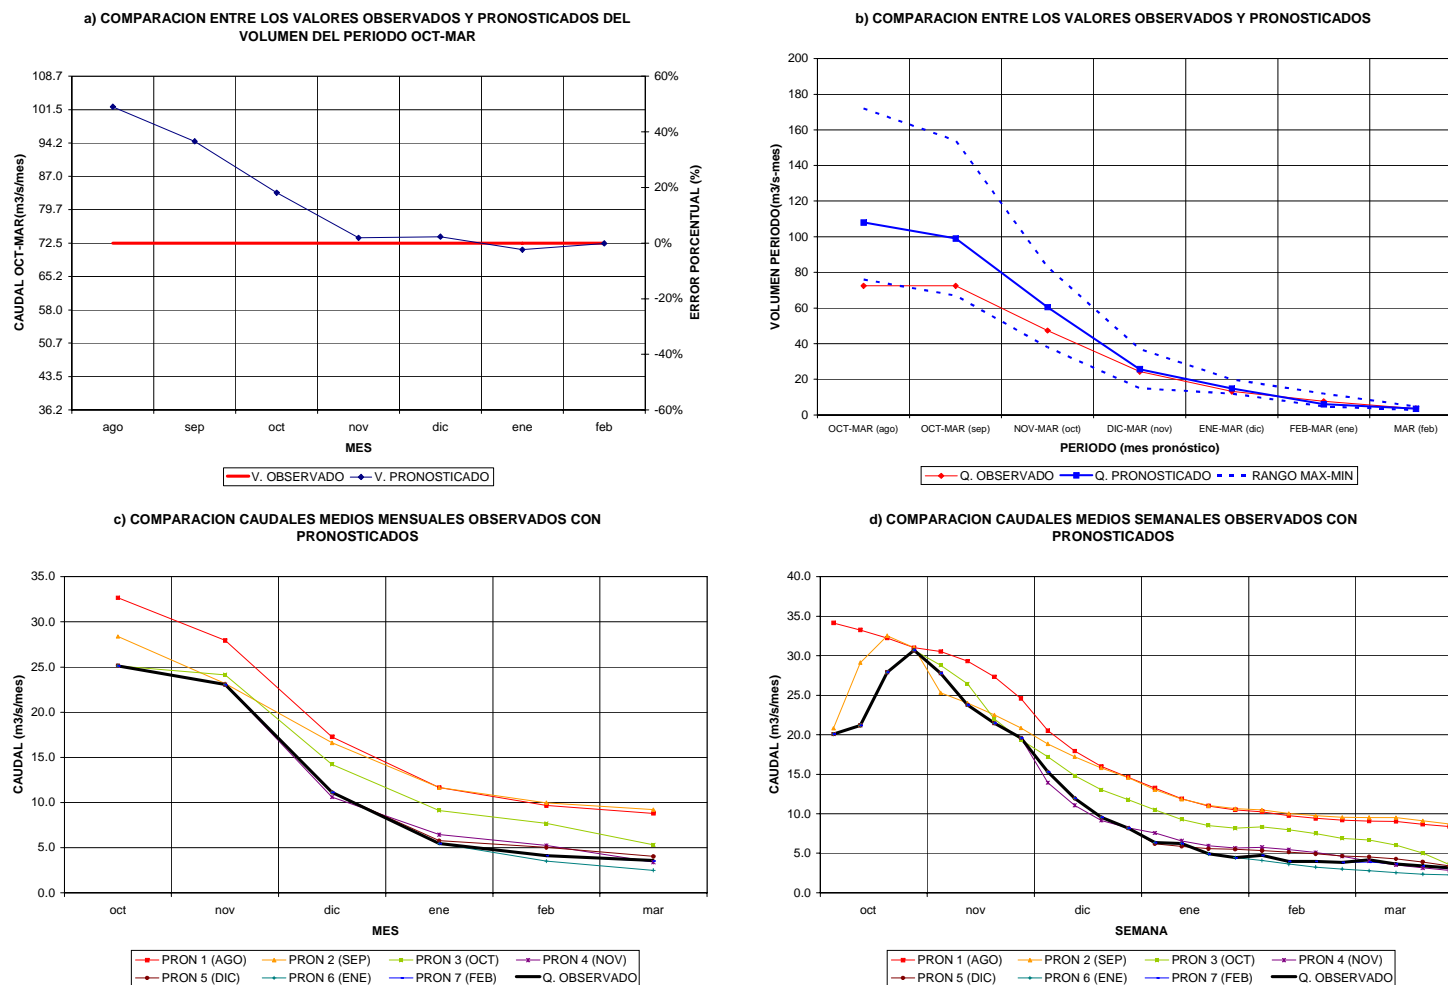 a) COMPARACION ENTRE LOS VALORES OBSERVADOS Y PRONOSTICADOS DEL
VOLUMEN DEL PERIODO OCT-MAR
CAUDAL OCT-MAR(m3/s/mes)
108.7
101.5
94.2
87.0
79.7
72.5
65.2
58.0
50.7
43.5
36.2
60%
40%
20%
0%
-20%
-40%
-60%
ERROR PORCENTUAL (%)
ago sep oct nov dic ene feb
MES
V. OBSERVADO V. PRONOSTICADO
b) COMPARACION ENTRE LOS VALORES OBSERVADOS Y PRONOSTICADOS
VOLUMEN PERIODO(m3/s-mes)
200
180
160
140
120
100
80
60
40
20
0
OCT-MAR (ago) OCT-MAR (sep) NOV-MAR (oct) DIC-MAR (nov) ENE-MAR (dic) FEB-MAR (ene) MAR (feb)
PERIODO (mes pronóstico)
Q. OBSERVADO Q. PRONOSTICADO RANGO MAX-MIN
c) COMPARACION CAUDALES MEDIOS MENSUALES OBSERVADOS CON
PRONOSTICADOS
CAUDAL (m3/s/mes)
35.0
30.0
25.0
20.0
15.0
10.0
5.0
0.0
oct nov dic ene feb mar
MES
PRON 1 (AGO) PRON 2 (SEP) PRON 3 (OCT) PRON 4 (NOV)
PRON 5 (DIC) PRON 6 (ENE) PRON 7 (FEB) Q. OBSERVADO
d) COMPARACION CAUDALES MEDIOS SEMANALES OBSERVADOS CON
PRONOSTICADOS
CAUDAL (m3/s/mes)
40.0
35.0
30.0
25.0
20.0
15.0
10.0
5.0
0.0
oct nov dic ene feb mar
SEMANA
PRON 1 (AGO) PRON 2 (SEP) PRON 3 (OCT) PRON 4 (NOV)
PRON 5 (DIC) PRON 6 (ENE) PRON 7 (FEB) Q. OBSERVADO